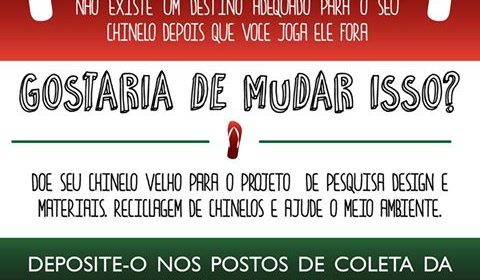 NÃO EXISTE UM DESTINO ADEQUADO PARA O SEU
CHINELO DEPOIS QUE VOCE JOGA ELE FORA
GOSTARIA DE MUDAR ISSO?
DOE SEU CHINELO VELHO PARA O PROJETO DE PESQUISA DESIGN E
MATERIAIS. RECICLAGEM DE CHINELOS E AJUDE O MEIO AMBIENTE.
DEPOSITE-O NOS POSTOS DE COLETA DA